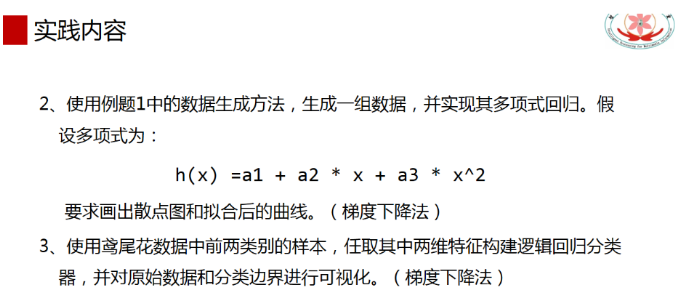 实践内容
2、使用例题1中的数据生成方法，生成一组数据，并实现其多项式回归。假
设多项式为：
h(x) =a1 + a2 * x + a3 * x^2
要求画出散点图和拟合后的曲线。（梯度下降法）
3、使用鸢尾花数据中前两类别的样本，任取其中两维特征构建逻辑回归分类
器，并对原始数据和分类边界进行可视化。（梯度下降法）